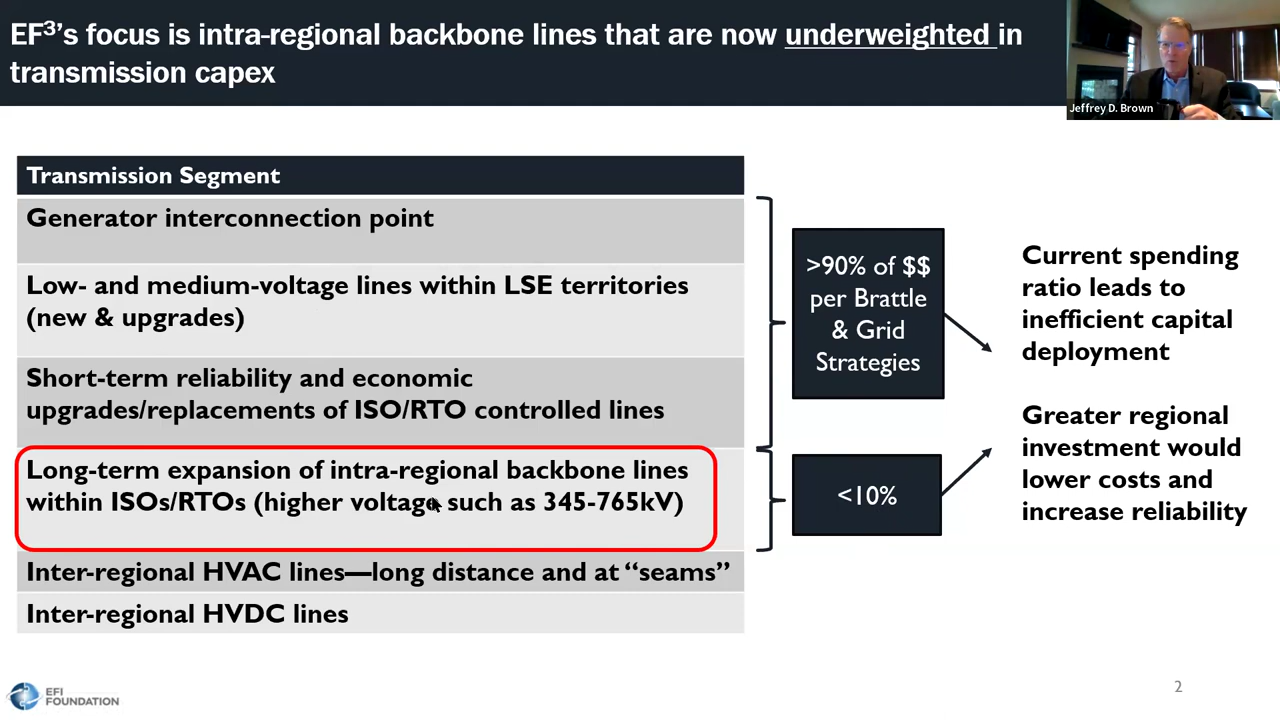 EF³’s focus is intra-regional backbone lines that are now underweighted in
transmission capex
Jeffrey D. Brown
Transmission Segment
Generator interconnection point
Low- and medium-voltage lines within LSE territories
(new & upgrades)
Short-term reliability and economic
upgrades/replacements of ISO/RTO controlled lines
Long-term expansion of intra-regional backbone lines
within ISOs/RTOs (higher voltage such as 345-765kV)
Inter-regional HVAC lines—long distance and at “seams”
Inter-regional HVDC lines
>90% of $$
per Brattle
& Grid
Strategies
<10%
Current spending
ratio leads to
inefficient capital
deployment
Greater regional
investment would
lower costs and
increase reliability
EFI
FOUNDATION
2